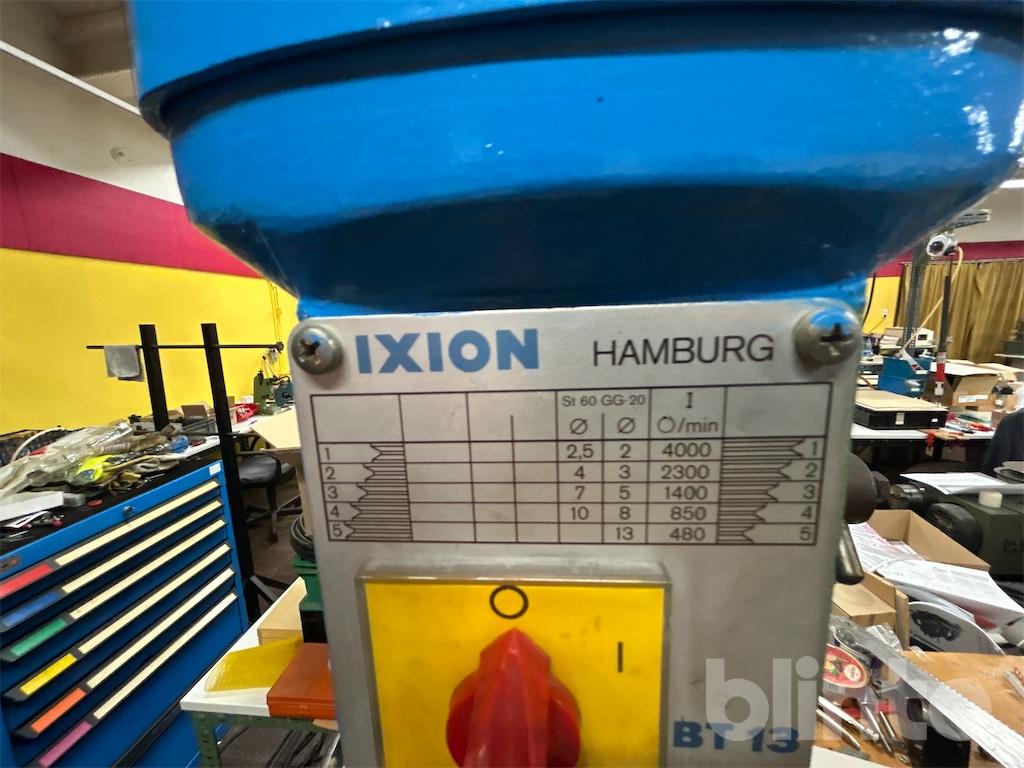 IXION HAMBURG
St 60 GG-20 I
Ø Ø Ö/min
1 2,5 2 4000 1
2 4 3 2300 2
3 7 5 1400 3
4 10 8 850 4
5 13 480 5
O
I
BT 13
blinto